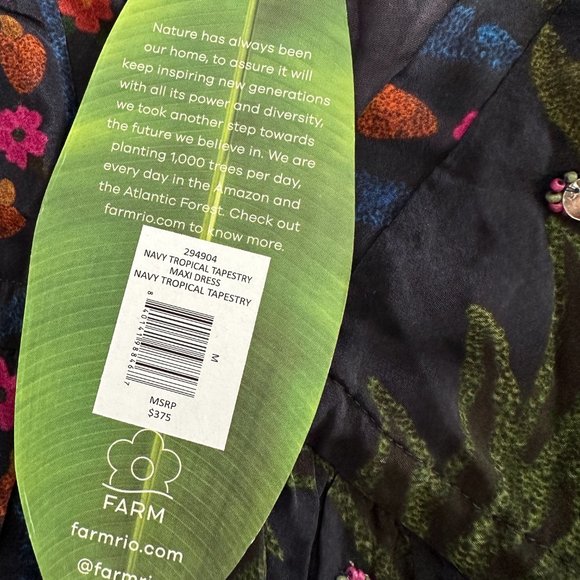 Nature has always been
our home, to assure it will
keep inspiring new generations
with all its power and diversity,
we took another step towards
the future we believe in. We are
planting 1,000 trees per day,
every day in the Amazon and
the Atlantic Forest. Check out
farmrio.com to know more.
294904
NAVY TROPICAL TAPESTRY
MAXI DRESS
NAVY TROPICAL TAPESTRY
M
MSRP
$375
FARM
farmrio.com
@farmri